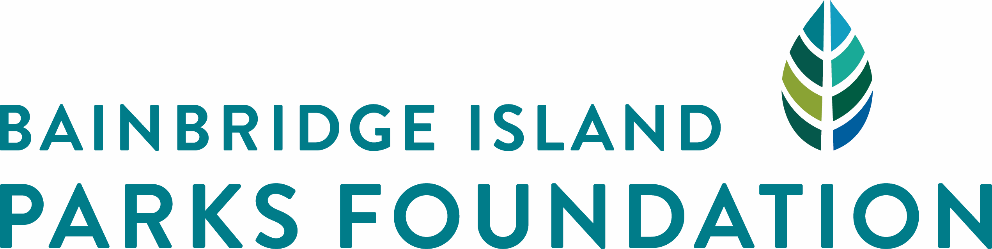 BAINBRIDGE ISLAND
PARKS FOUNDATION